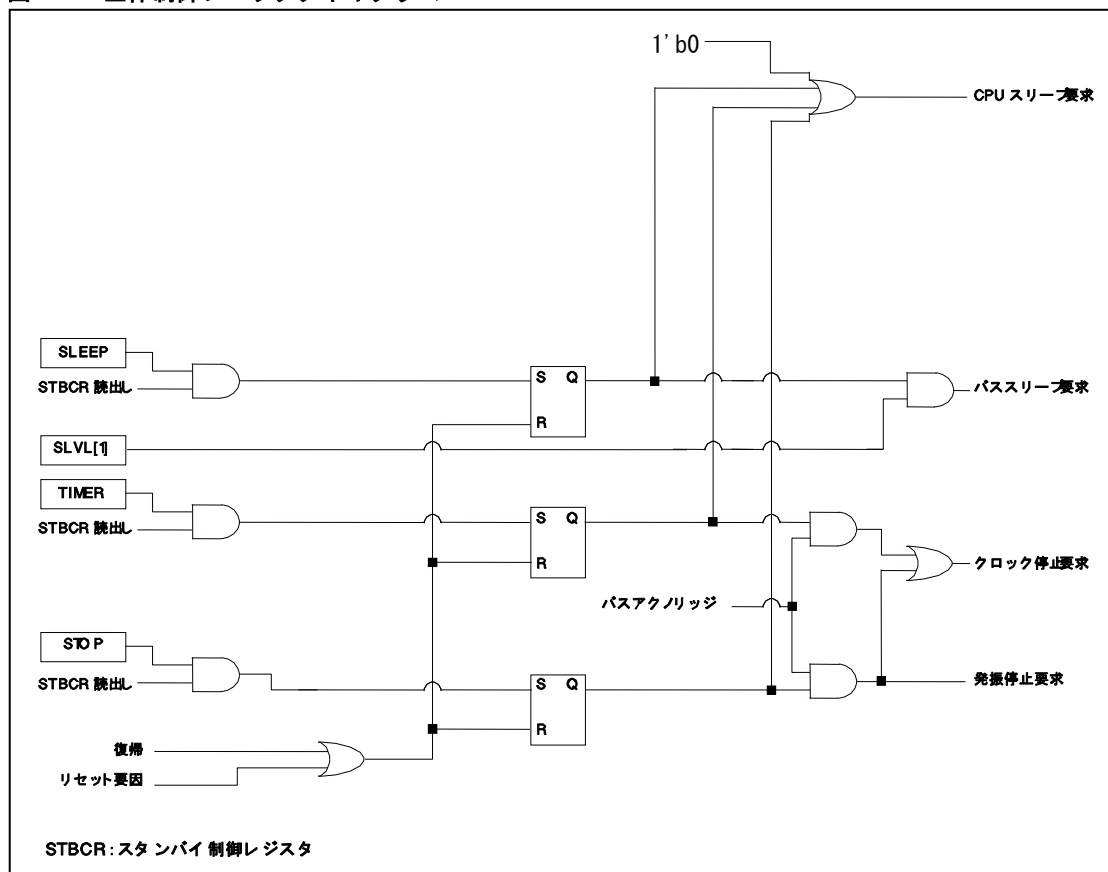 1'b0
CPU スリープ要求
SLEEP
STBCR 読出し
S Q
R
バススリープ要求
SLVL[1]
TIMER
STBCR 読出し
S Q
R
クロック停止要求
バスアクノリッジ
STOP
STBCR 読出し
S Q
R
発振停止要求
復帰
リセット要因
STBCR：スタンバイ制御レジスタ